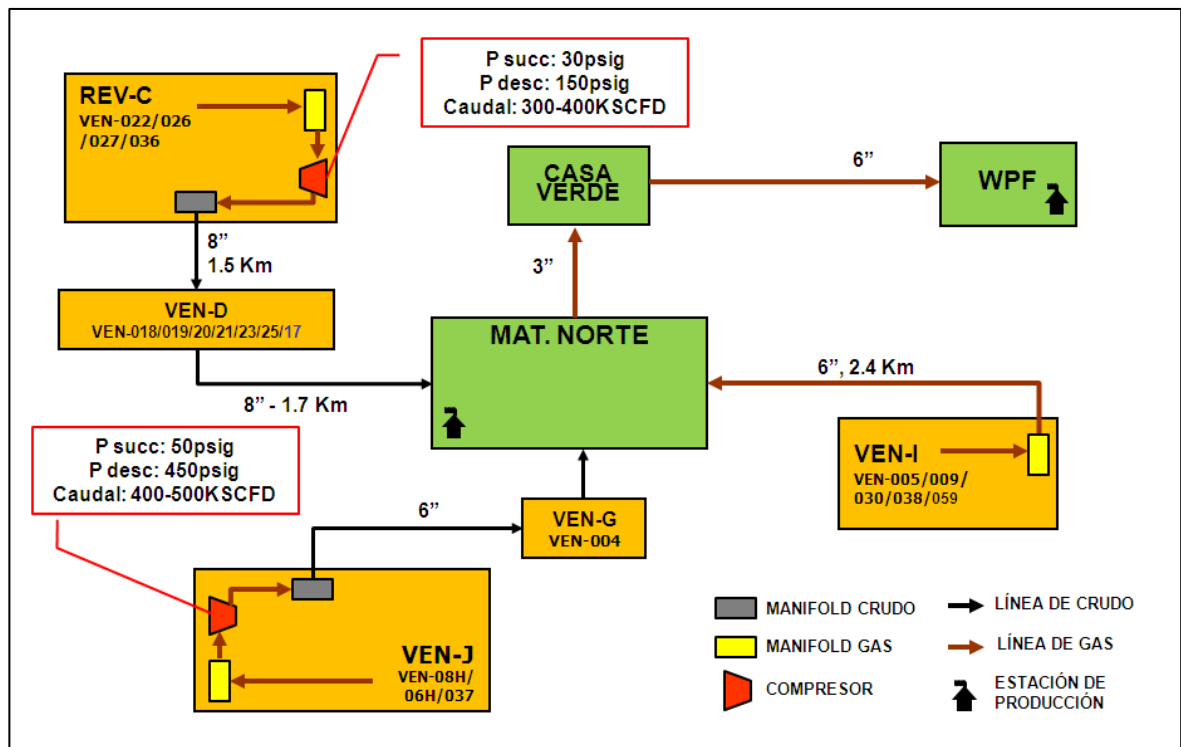 P succ: 30psig
P desc: 150psig
Caudal: 300-400KSCFD
REV-C
VEN-022/026
/027/036
8”
1.5 Km
CASA
VERDE
6”
WPF
3”
VEN-D
VEN-018/019/20/21/23/25/17
8” - 1.7 Km
MAT. NORTE
6”, 2.4 Km
P succ: 50psig
P desc: 450psig
Caudal: 400-500KSCFD
VEN-I
VEN-005/009/
030/038/059
6”
VEN-G
VEN-004
VEN-J
VEN-08H/
06H/037
MANIFOLD CRUDO
MANIFOLD GAS
COMPRESOR
LÍNEA DE CRUDO
LÍNEA DE GAS
ESTACIÓN DE
PRODUCCIÓN